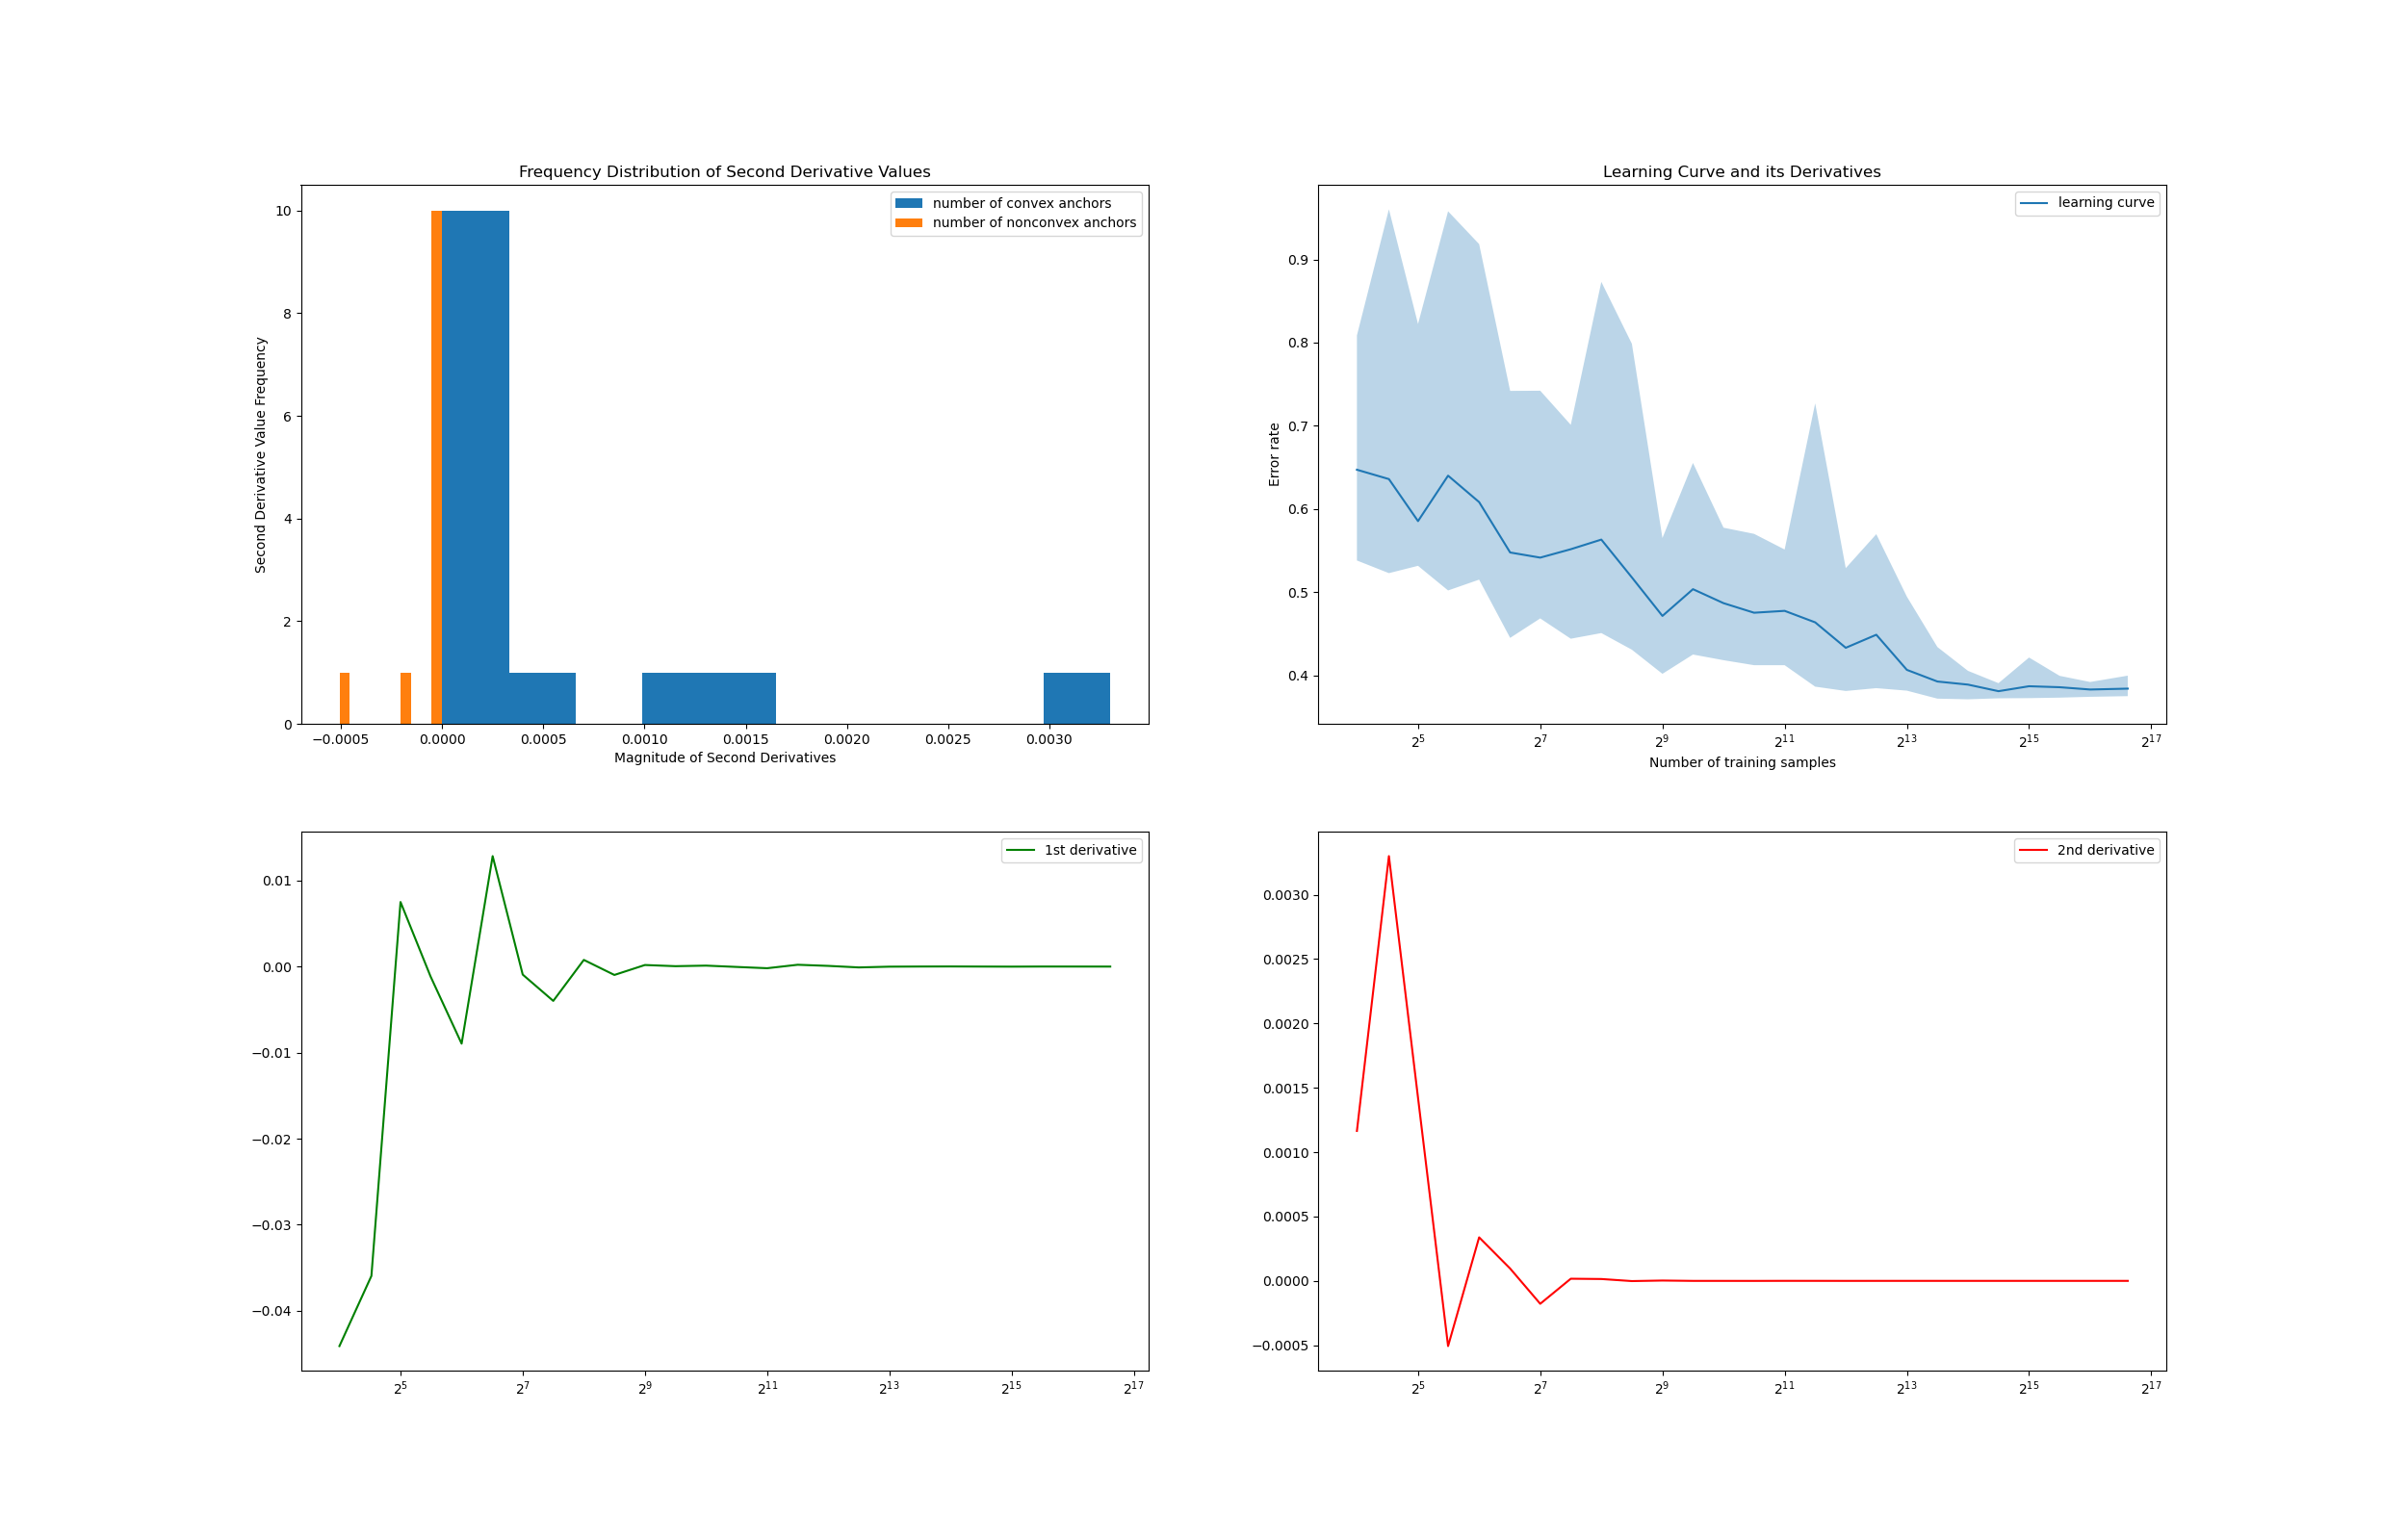 Frequency Distribution of Second Derivative Values
number of convex anchors
number of nonconvex anchors
Second Derivative Value Frequency
10
8
6
4
2
0
−0.0005 0.0000 0.0005 0.0010 0.0015 0.0020 0.0025 0.0030
Magnitude of Second Derivatives
Learning Curve and its Derivatives
learning curve
Error rate
0.9
0.8
0.7
0.6
0.5
0.4
2^5 2^7 2^9 2^11 2^13 2^15 2^17
Number of training samples
1st derivative
0.01
0.00
−0.01
−0.02
−0.03
−0.04
2^5 2^7 2^9 2^11 2^13 2^15 2^17
2nd derivative
0.0030
0.0025
0.0020
0.0015
0.0010
0.0005
0.0000
−0.0005
2^5 2^7 2^9 2^11 2^13 2^15 2^17